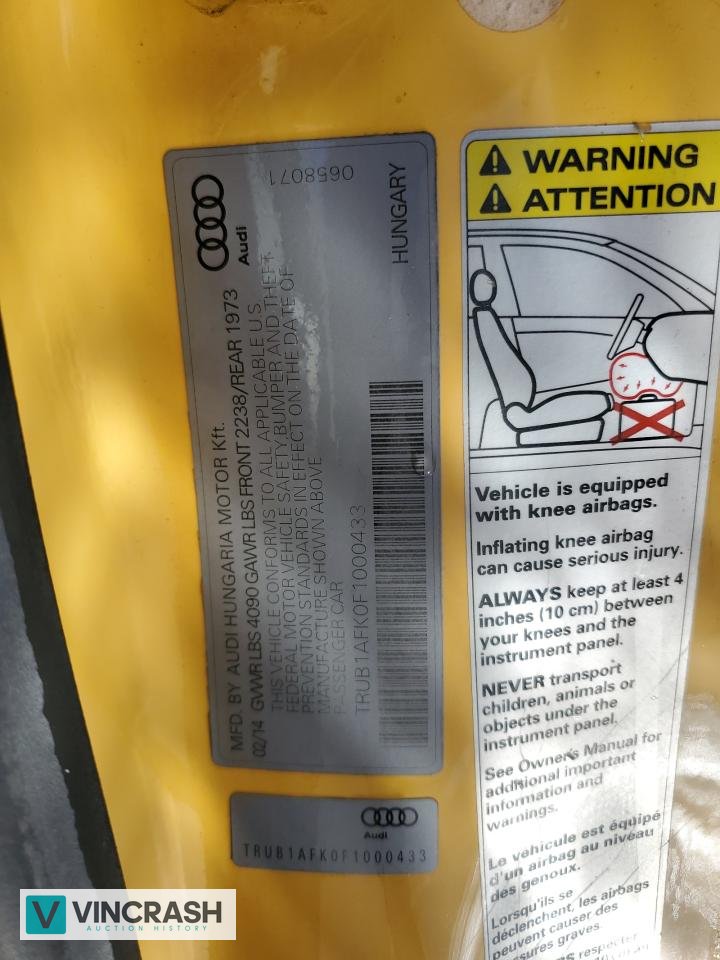 Audi
0658071
HUNGARY
MFD. BY AUDI HUNGARIA MOTOR Kft.
02/14 GVWR LBS 4090 GAWR LBS FRONT 2238/REAR 1973
THIS VEHICLE CONFORMS TO ALL APPLICABLE U.S.
FEDERAL MOTOR VEHICLE SAFETY, BUMPER AND THEFT
PREVENTION STANDARDS IN EFFECT ON THE DATE OF
MANUFACTURE SHOWN ABOVE
PASSENGER CAR
TRUB1AFK0F1000433
Audi
TRUB1AFK0F1000433
WARNING
ATTENTION
Vehicle is equipped
with knee airbags.
Inflating knee airbag
can cause serious injury.
ALWAYS keep at least 4
inches (10 cm) between
your knees and the
instrument panel.
NEVER transport
children, animals or
objects under the
instrument panel.
See Owner's Manual for
additional important
information and
warnings.
Le véhicule est équipé
d'un airbag au niveau
des genoux.
Lorsqu'ils se
déclenchent, les airbags
peuvent causer des
graves.
respecter
VINCRASH
AUCTION HISTORY